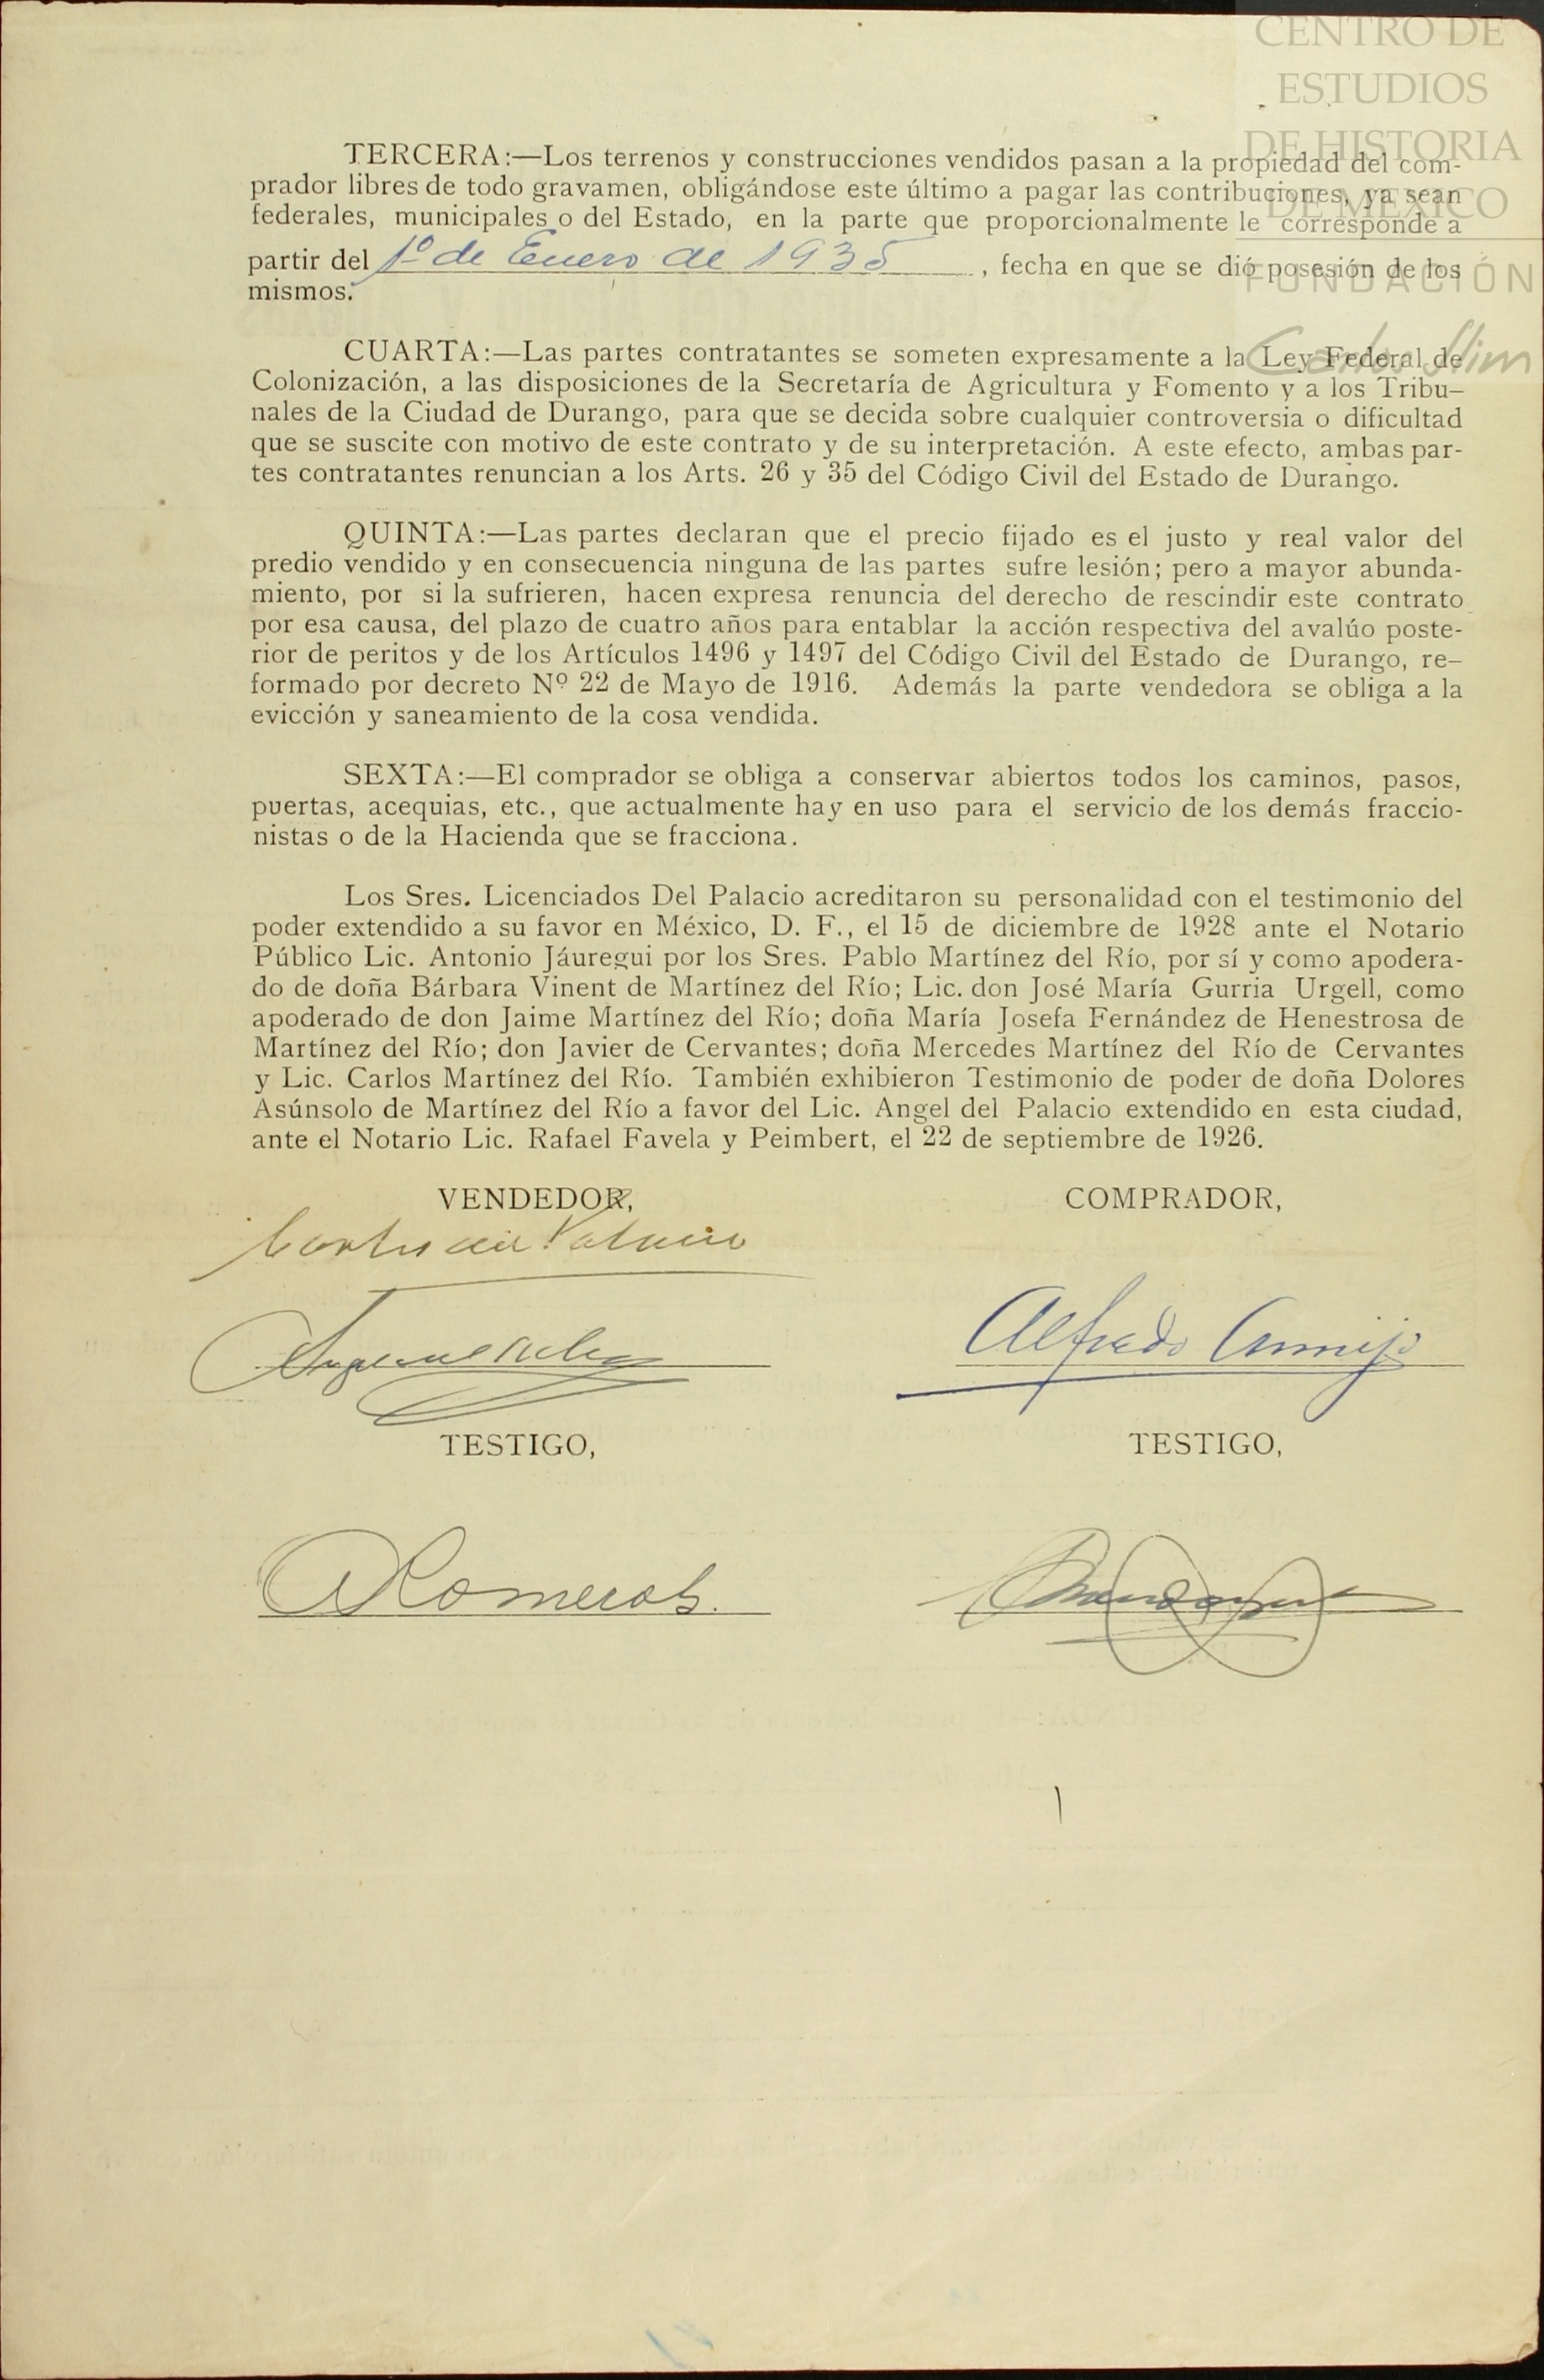 CENTRO DE
ESTUDIOS
DE HISTORIA
DE MÉXICO
FUNDACIÓN
Carlos Slim
TERCERA:—Los terrenos y construcciones vendidos pasan a la propiedad del com-
prador libres de todo gravamen, obligándose este último a pagar las contribuciones, ya sean
federales, municipales o del Estado, en la parte que proporcionalmente le corresponde a
partir del 1º de Enero de 1935, fecha en que se dió posesión de los
mismos.
CUARTA:—Las partes contratantes se someten expresamente a la Ley Federal de
Colonización, a las disposiciones de la Secretaría de Agricultura y Fomento y a los Tribu-
nales de la Ciudad de Durango, para que se decida sobre cualquier controversia o dificultad
que se suscite con motivo de este contrato y de su interpretación. A este efecto, ambas par-
tes contratantes renuncian a los Arts. 26 y 35 del Código Civil del Estado de Durango.
QUINTA:—Las partes declaran que el precio fijado es el justo y real valor del
predio vendido y en consecuencia ninguna de las partes sufre lesión; pero a mayor abunda-
miento, por si la sufrieren, hacen expresa renuncia del derecho de rescindir este contrato
por esa causa, del plazo de cuatro años para entablar la acción respectiva del avalúo poste-
rior de peritos y de los Artículos 1496 y 1497 del Código Civil del Estado de Durango, re-
formado por decreto Nº 22 de Mayo de 1916. Además la parte vendedora se obliga a la
evicción y saneamiento de la cosa vendida.
SEXTA:—El comprador se obliga a conservar abiertos todos los caminos, pasos,
puertas, acequias, etc., que actualmente hay en uso para el servicio de los demás fraccio-
nistas o de la Hacienda que se fracciona.
Los Sres. Licenciados Del Palacio acreditaron su personalidad con el testimonio del
poder extendido a su favor en México, D. F., el 15 de diciembre de 1928 ante el Notario
Público Lic. Antonio Jáuregui por los Sres. Pablo Martínez del Río, por sí y como apodera-
do de doña Bárbara Vinent de Martínez del Río; Lic. don José María Gurria Urgell, como
apoderado de don Jaime Martínez del Río; doña María Josefa Fernández de Henestrosa de
Martínez del Río; don Javier de Cervantes; doña Mercedes Martínez del Río de Cervantes
y Lic. Carlos Martínez del Río. También exhibieron Testimonio de poder de doña Dolores
Asúnsolo de Martínez del Río a favor del Lic. Angel del Palacio extendido en esta ciudad,
ante el Notario Lic. Rafael Favela y Peimbert, el 22 de septiembre de 1926.
VENDEDOR,
COMPRADOR,
Carlos del Palacio
Alfredo
TESTIGO,
TESTIGO,